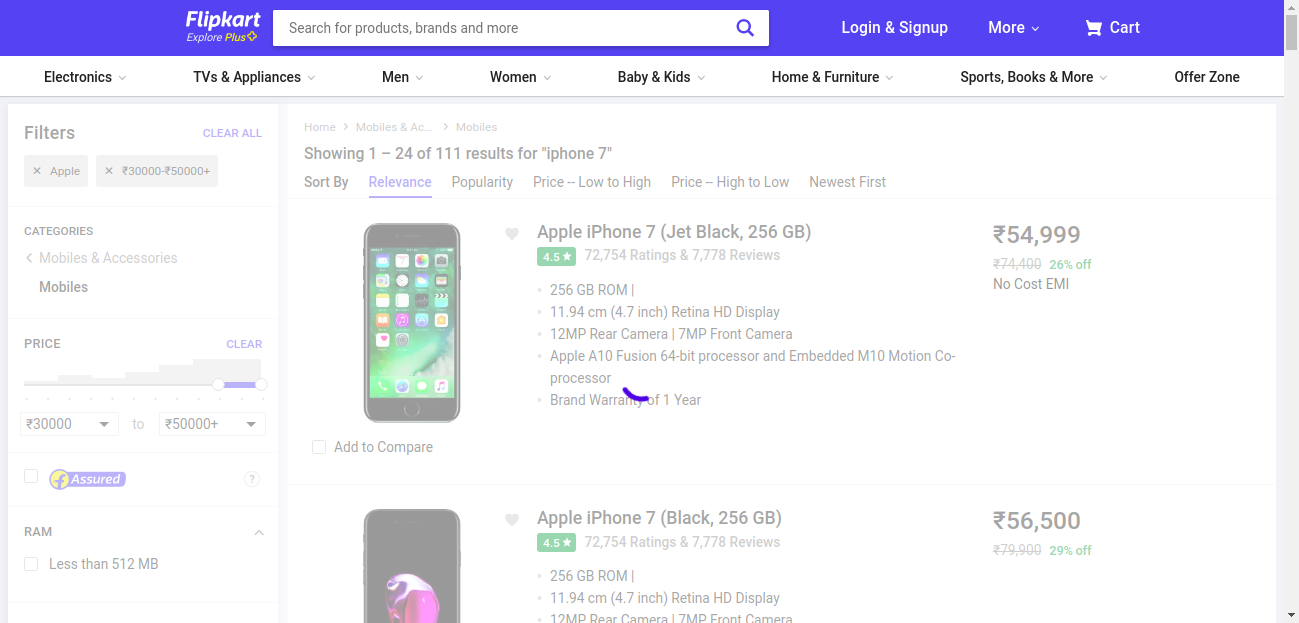 Flipkart
Explore Plus
Search for products, brands and more
Login & Signup
More
Cart
Electronics
TVs & Appliances
Men
Women
Baby & Kids
Home & Furniture
Sports, Books & More
Offer Zone
Filters
CLEAR ALL
✕ Apple
✕ ₹30000-₹50000+
CATEGORIES
Mobiles & Accessories
Mobiles
PRICE
CLEAR
₹30000
to
₹50000+
f Assured
?
RAM
Less than 512 MB
Home
Mobiles & Ac...
Mobiles
Showing 1 – 24 of 111 results for "iphone 7"
Sort By
Relevance
Popularity
Price -- Low to High
Price -- High to Low
Newest First
Apple iPhone 7 (Jet Black, 256 GB)
4.5 ★ 72,754 Ratings & 7,778 Reviews
256 GB ROM |
11.94 cm (4.7 inch) Retina HD Display
12MP Rear Camera | 7MP Front Camera
Apple A10 Fusion 64-bit processor and Embedded M10 Motion Co-
processor
Brand Warranty of 1 Year
₹54,999
₹74,400 26% off
No Cost EMI
Add to Compare
Apple iPhone 7 (Black, 256 GB)
4.5 ★ 72,754 Ratings & 7,778 Reviews
256 GB ROM |
11.94 cm (4.7 inch) Retina HD Display
12MP Rear Camera | 7MP Front Camera
₹56,500
₹79,900 29% off